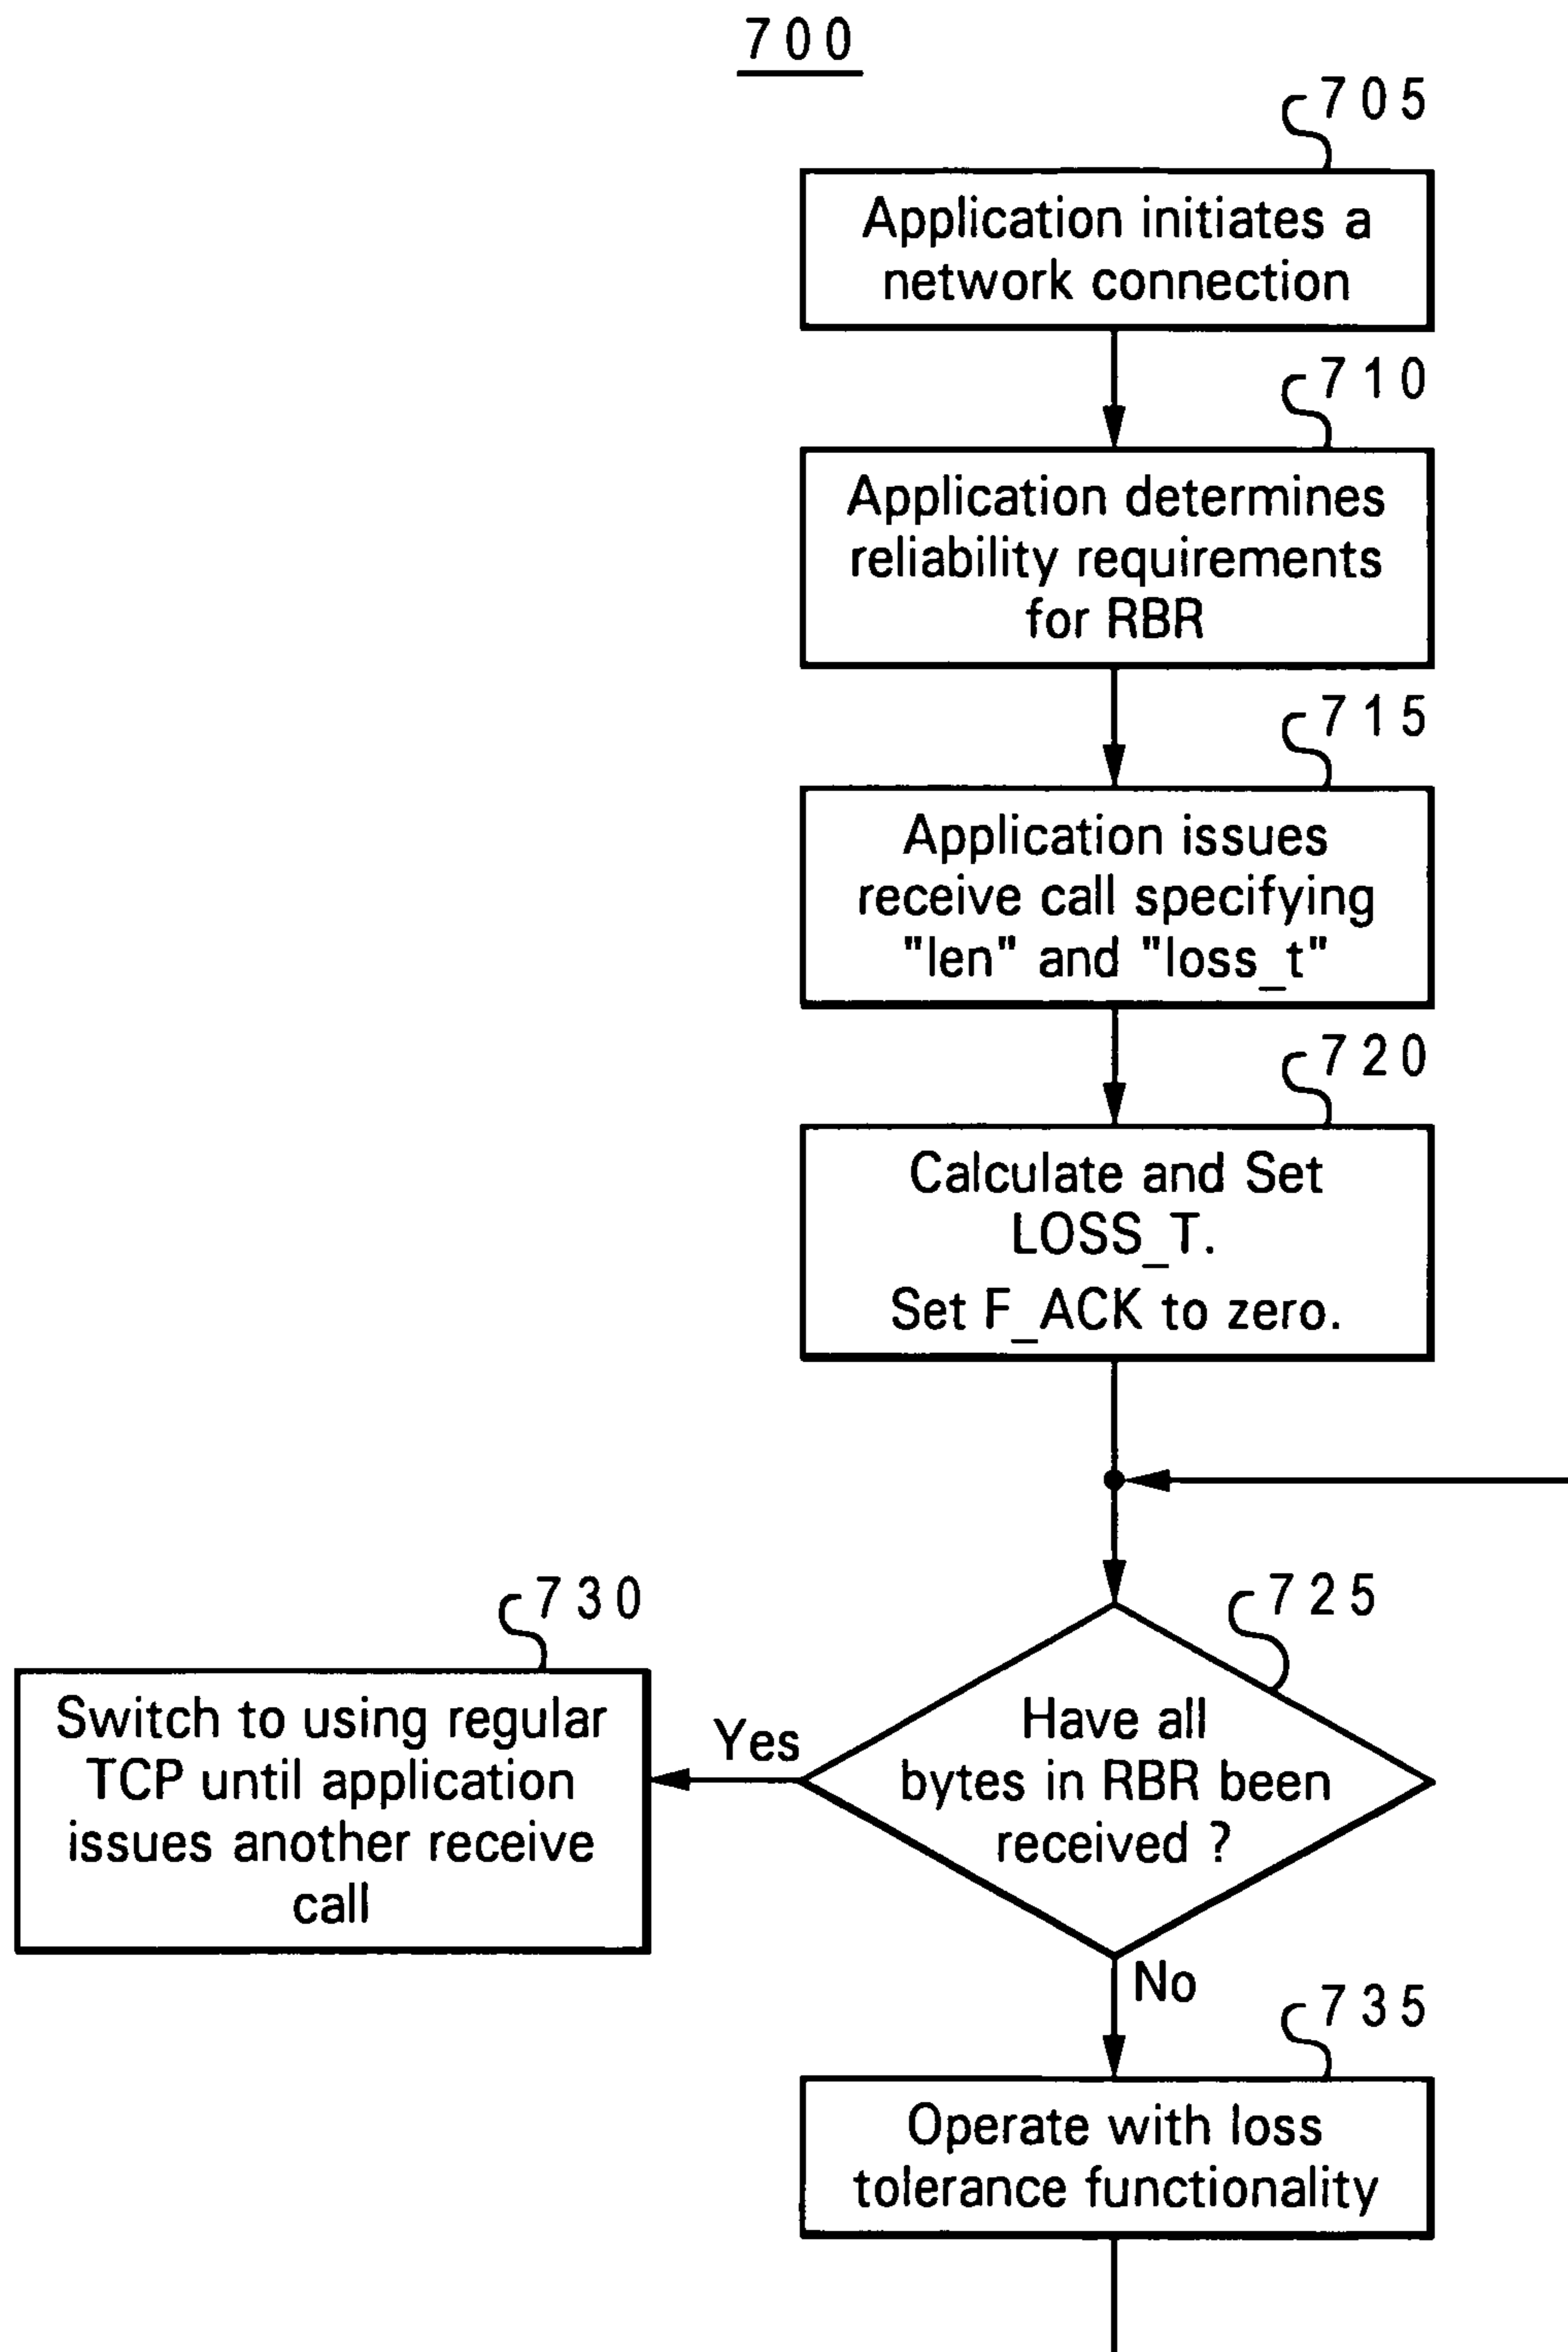 700
705
Application initiates a
network connection
710
Application determines
reliability requirements
for RBR
715
Application issues
receive call specifying
"len" and "loss_t"
720
Calculate and Set
LOSS_T.
Set F_ACK to zero.
725
Have all
bytes in RBR been
received ?
Yes
730
Switch to using regular
TCP until application
issues another receive
call
No
735
Operate with loss
tolerance functionality